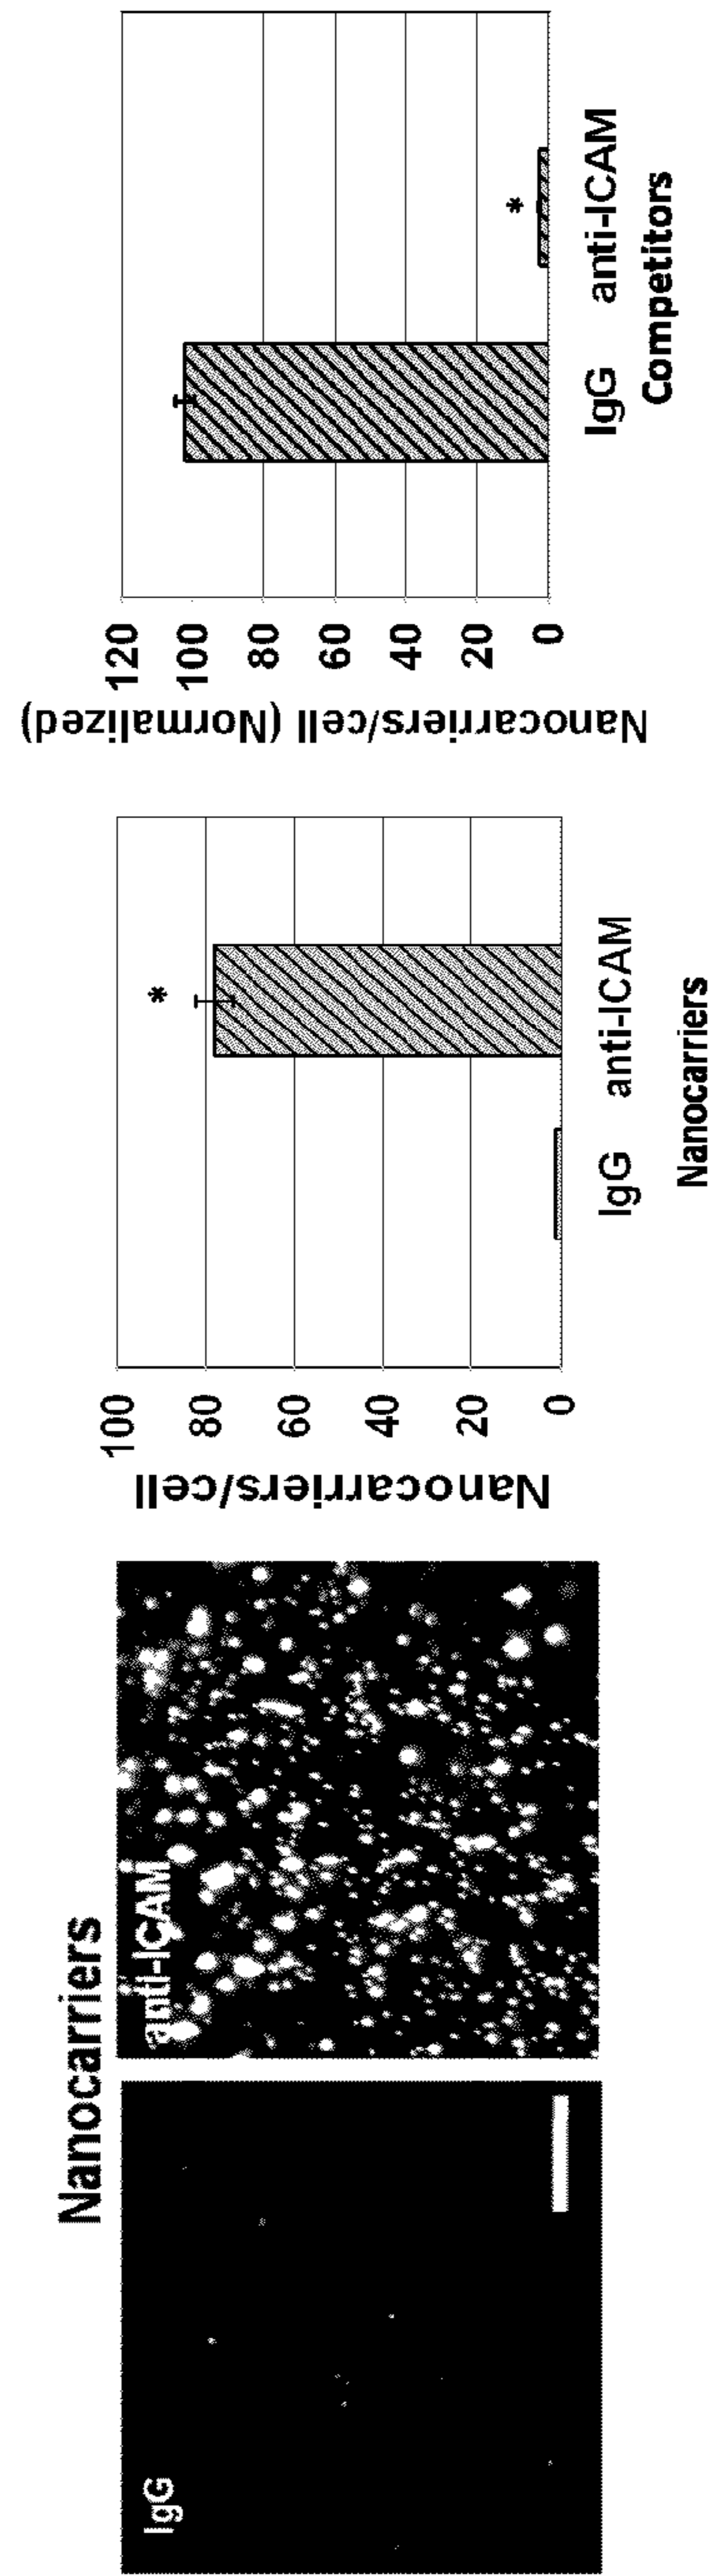 Nanocarriers
IgG
anti-ICAM
Nanocarriers/cell
100
80
60
40
20
0
*
IgG anti-ICAM
Nanocarriers
Nanocarriers/cell (Normalized)
120
100
80
60
40
20
0
*
IgG anti-ICAM
Competitors